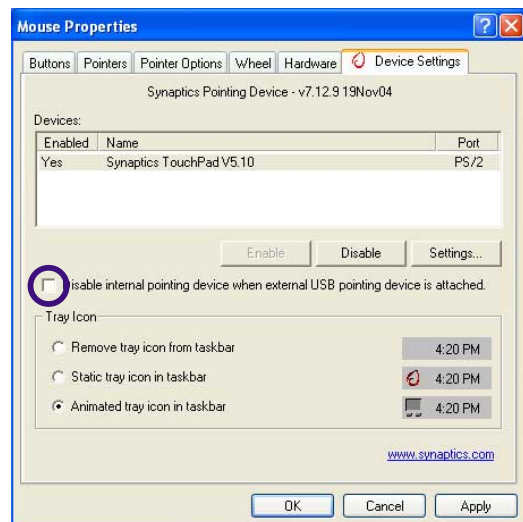 Mouse Properties
Buttons Pointers Pointer Options Wheel Hardware Device Settings
Synaptics Pointing Device - v7.12.9 19Nov04
Devices:
Enabled Name Port
Yes Synaptics TouchPad V5.10 PS/2
Enable Disable Settings...
Disable internal pointing device when external USB pointing device is attached.
Tray Icon
Remove tray icon from taskbar 4:20 PM
Static tray icon in taskbar 4:20 PM
Animated tray icon in taskbar 4:20 PM
www.synaptics.com
OK Cancel Apply